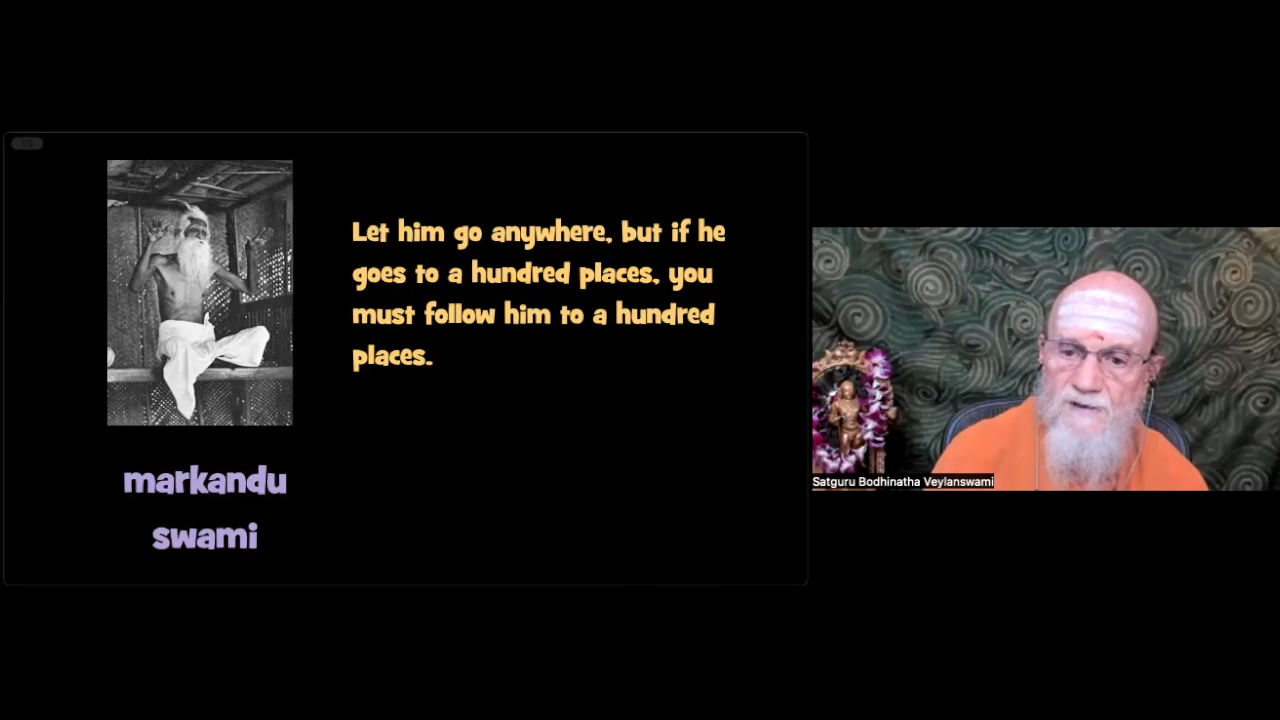 Let him go anywhere, but if he
goes to a hundred places, you
must follow him to a hundred
places.
markandu
swami
Satguru Bodhinatha Veylanswami